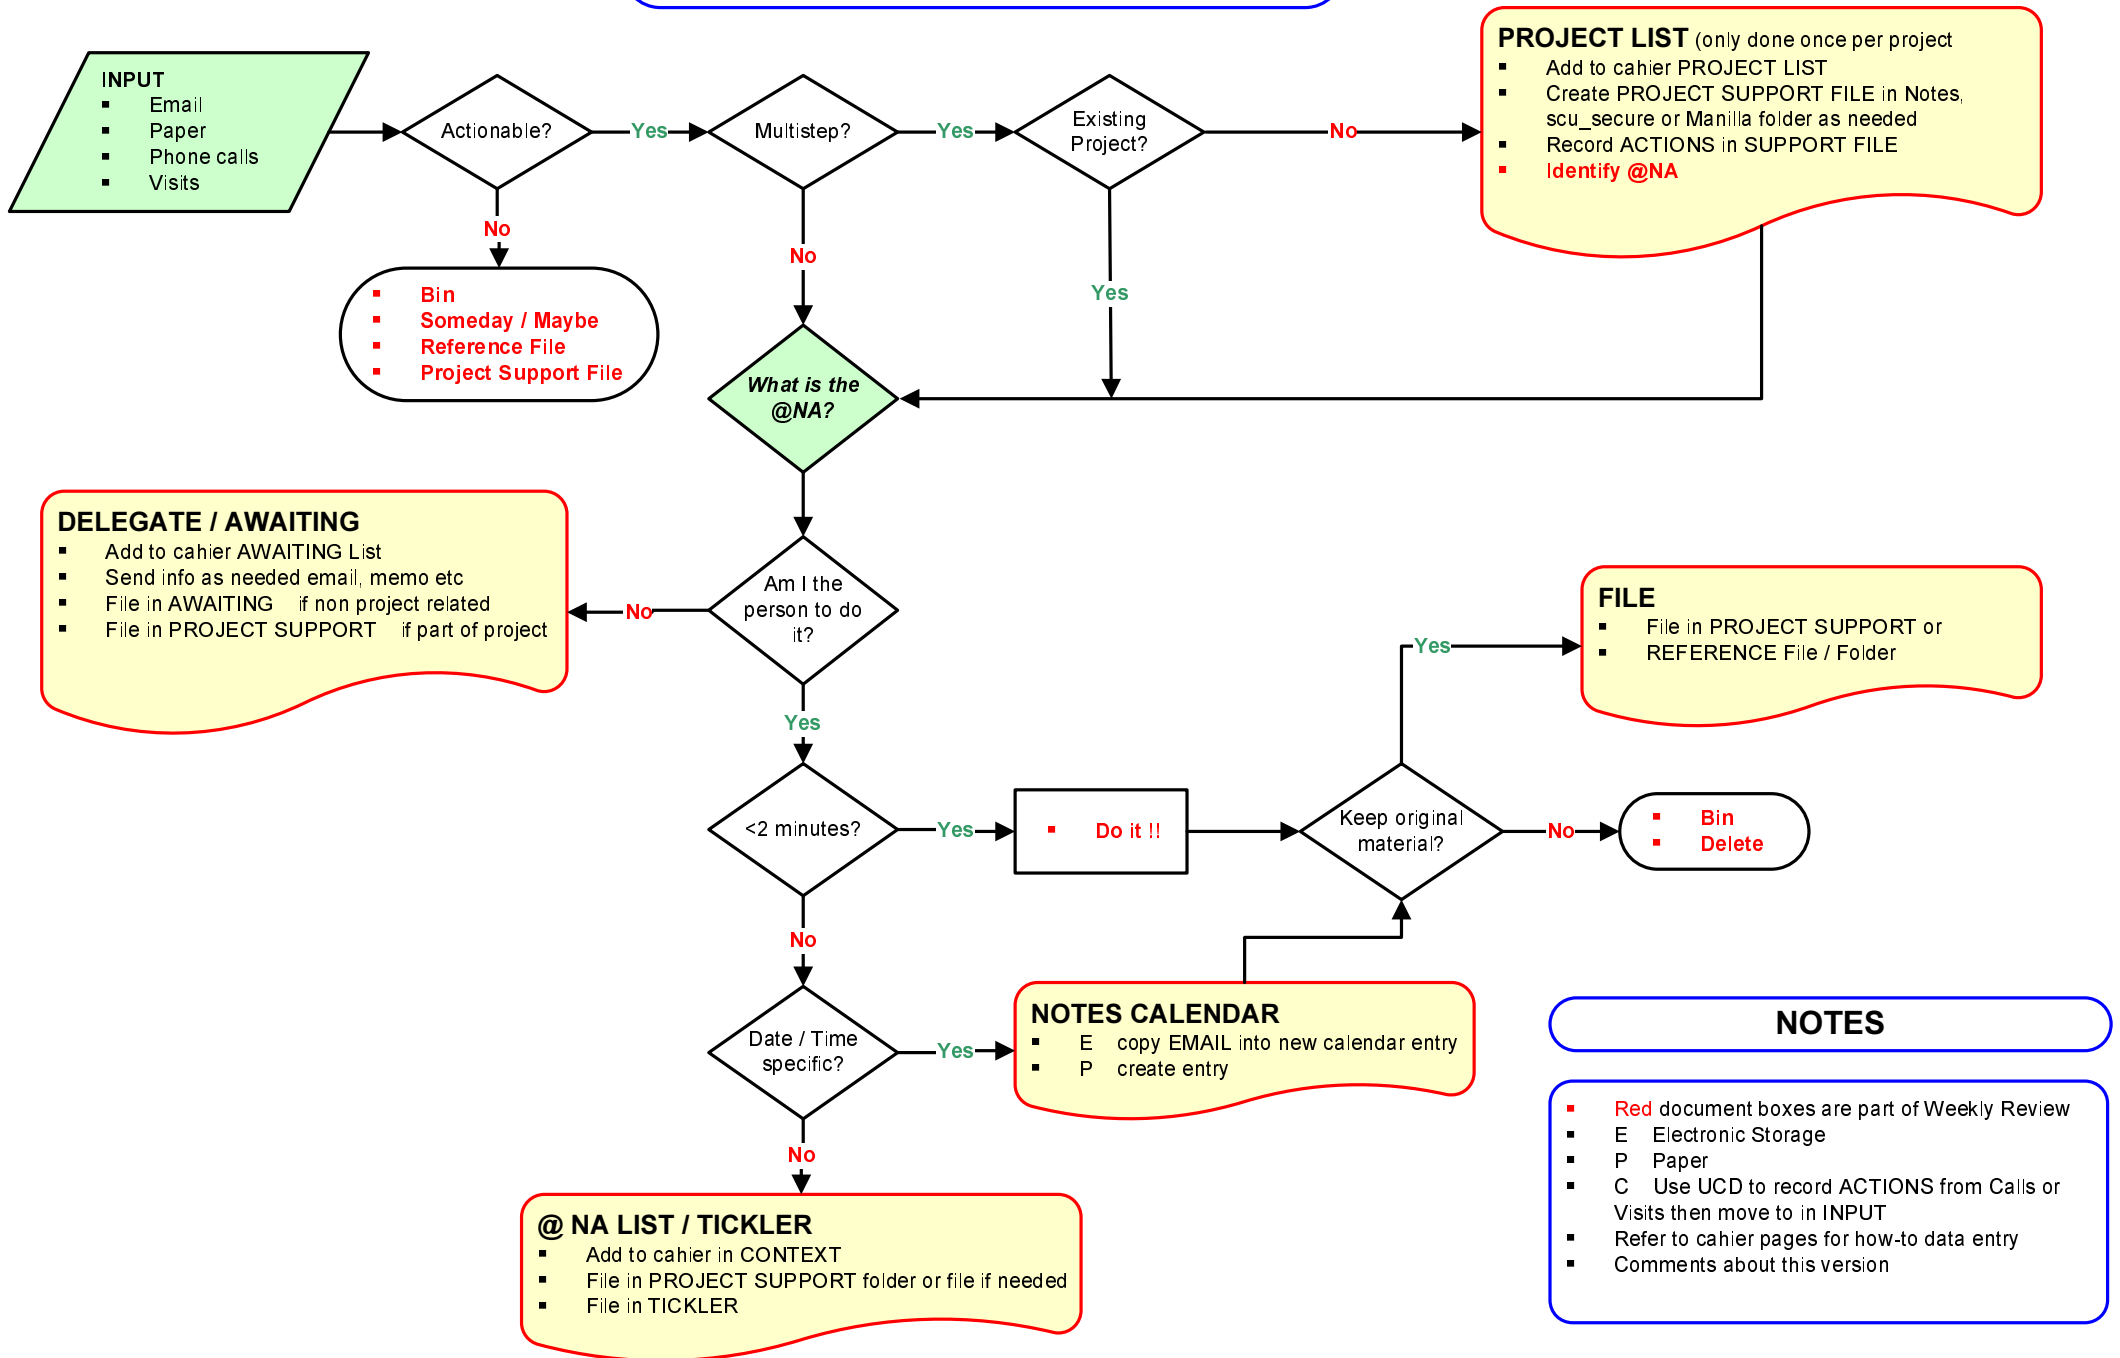 PROJECT LIST (only done once per project
Add to cahier PROJECT LIST
Create PROJECT SUPPORT FILE in Notes,
scu_secure or Manilla folder as needed
Record ACTIONS in SUPPORT FILE
Identify @NA
INPUT
Email
Paper
Phone calls
Visits
Actionable?
Yes
Multistep?
Yes
Existing
Project?
No
No
No
Yes
Bin
Someday / Maybe
Reference File
Project Support File
What is the
@NA?
DELEGATE / AWAITING
Add to cahier AWAITING List
Send info as needed email, memo etc
File in AWAITING if non project related
File in PROJECT SUPPORT if part of project
No
Am I the
person to do
it?
Yes
FILE
File in PROJECT SUPPORT or
REFERENCE File / Folder
Yes
<2 minutes?
Yes
Do it !!
Keep original
material?
No
Bin
Delete
No
Date / Time
specific?
Yes
NOTES CALENDAR
E copy EMAIL into new calendar entry
P create entry
No
@ NA LIST / TICKLER
Add to cahier in CONTEXT
File in PROJECT SUPPORT folder or file if needed
File in TICKLER
NOTES
Red document boxes are part of Weekly Review
E Electronic Storage
P Paper
C Use UCD to record ACTIONS from Calls or
Visits then move to in INPUT
Refer to cahier pages for how-to data entry
Comments about this version